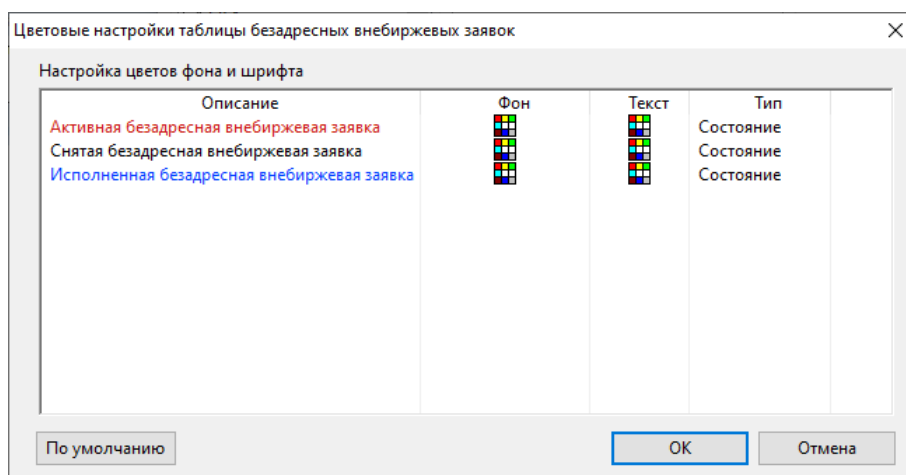 Цветовые настройки таблицы безадресных внебиржевых заявок
Настройка цветов фона и шрифта
Описание Фон Текст Тип
Активная безадресная внебиржевая заявка Состояние
Снятая безадресная внебиржевая заявка Состояние
Исполненная безадресная внебиржевая заявка Состояние
По умолчанию OK Отмена